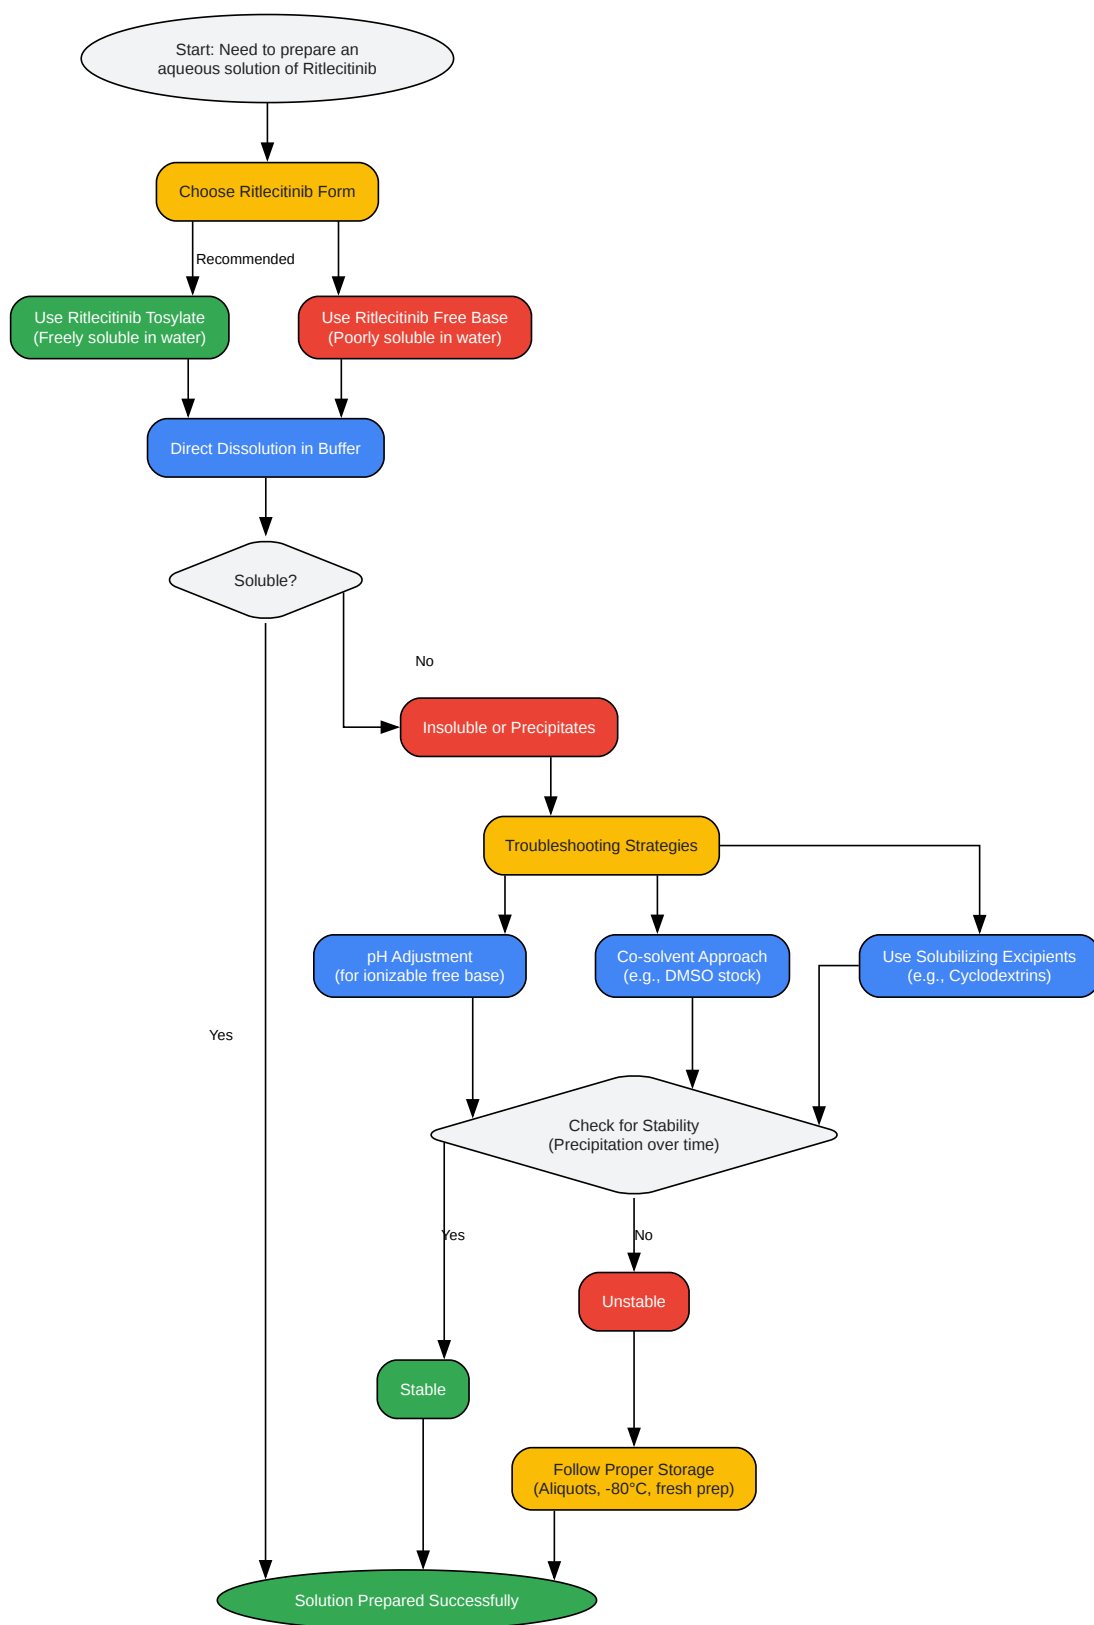 Start: Need to prepare an
aqueous solution of Ritlecitinib
Choose Ritlecitinib Form
Recommended
Use Ritlecitinib Tosylate
(Freely soluble in water)
Use Ritlecitinib Free Base
(Poorly soluble in water)
Direct Dissolution in Buffer
Soluble?
No
Insoluble or Precipitates
Troubleshooting Strategies
pH Adjustment
(for ionizable free base)
Co-solvent Approach
(e.g., DMSO stock)
Use Solubilizing Excipients
(e.g., Cyclodextrins)
Yes
Check for Stability
(Precipitation over time)
Yes
No
Unstable
Stable
Follow Proper Storage
(Aliquots, -80°C, fresh prep)
Solution Prepared Successfully